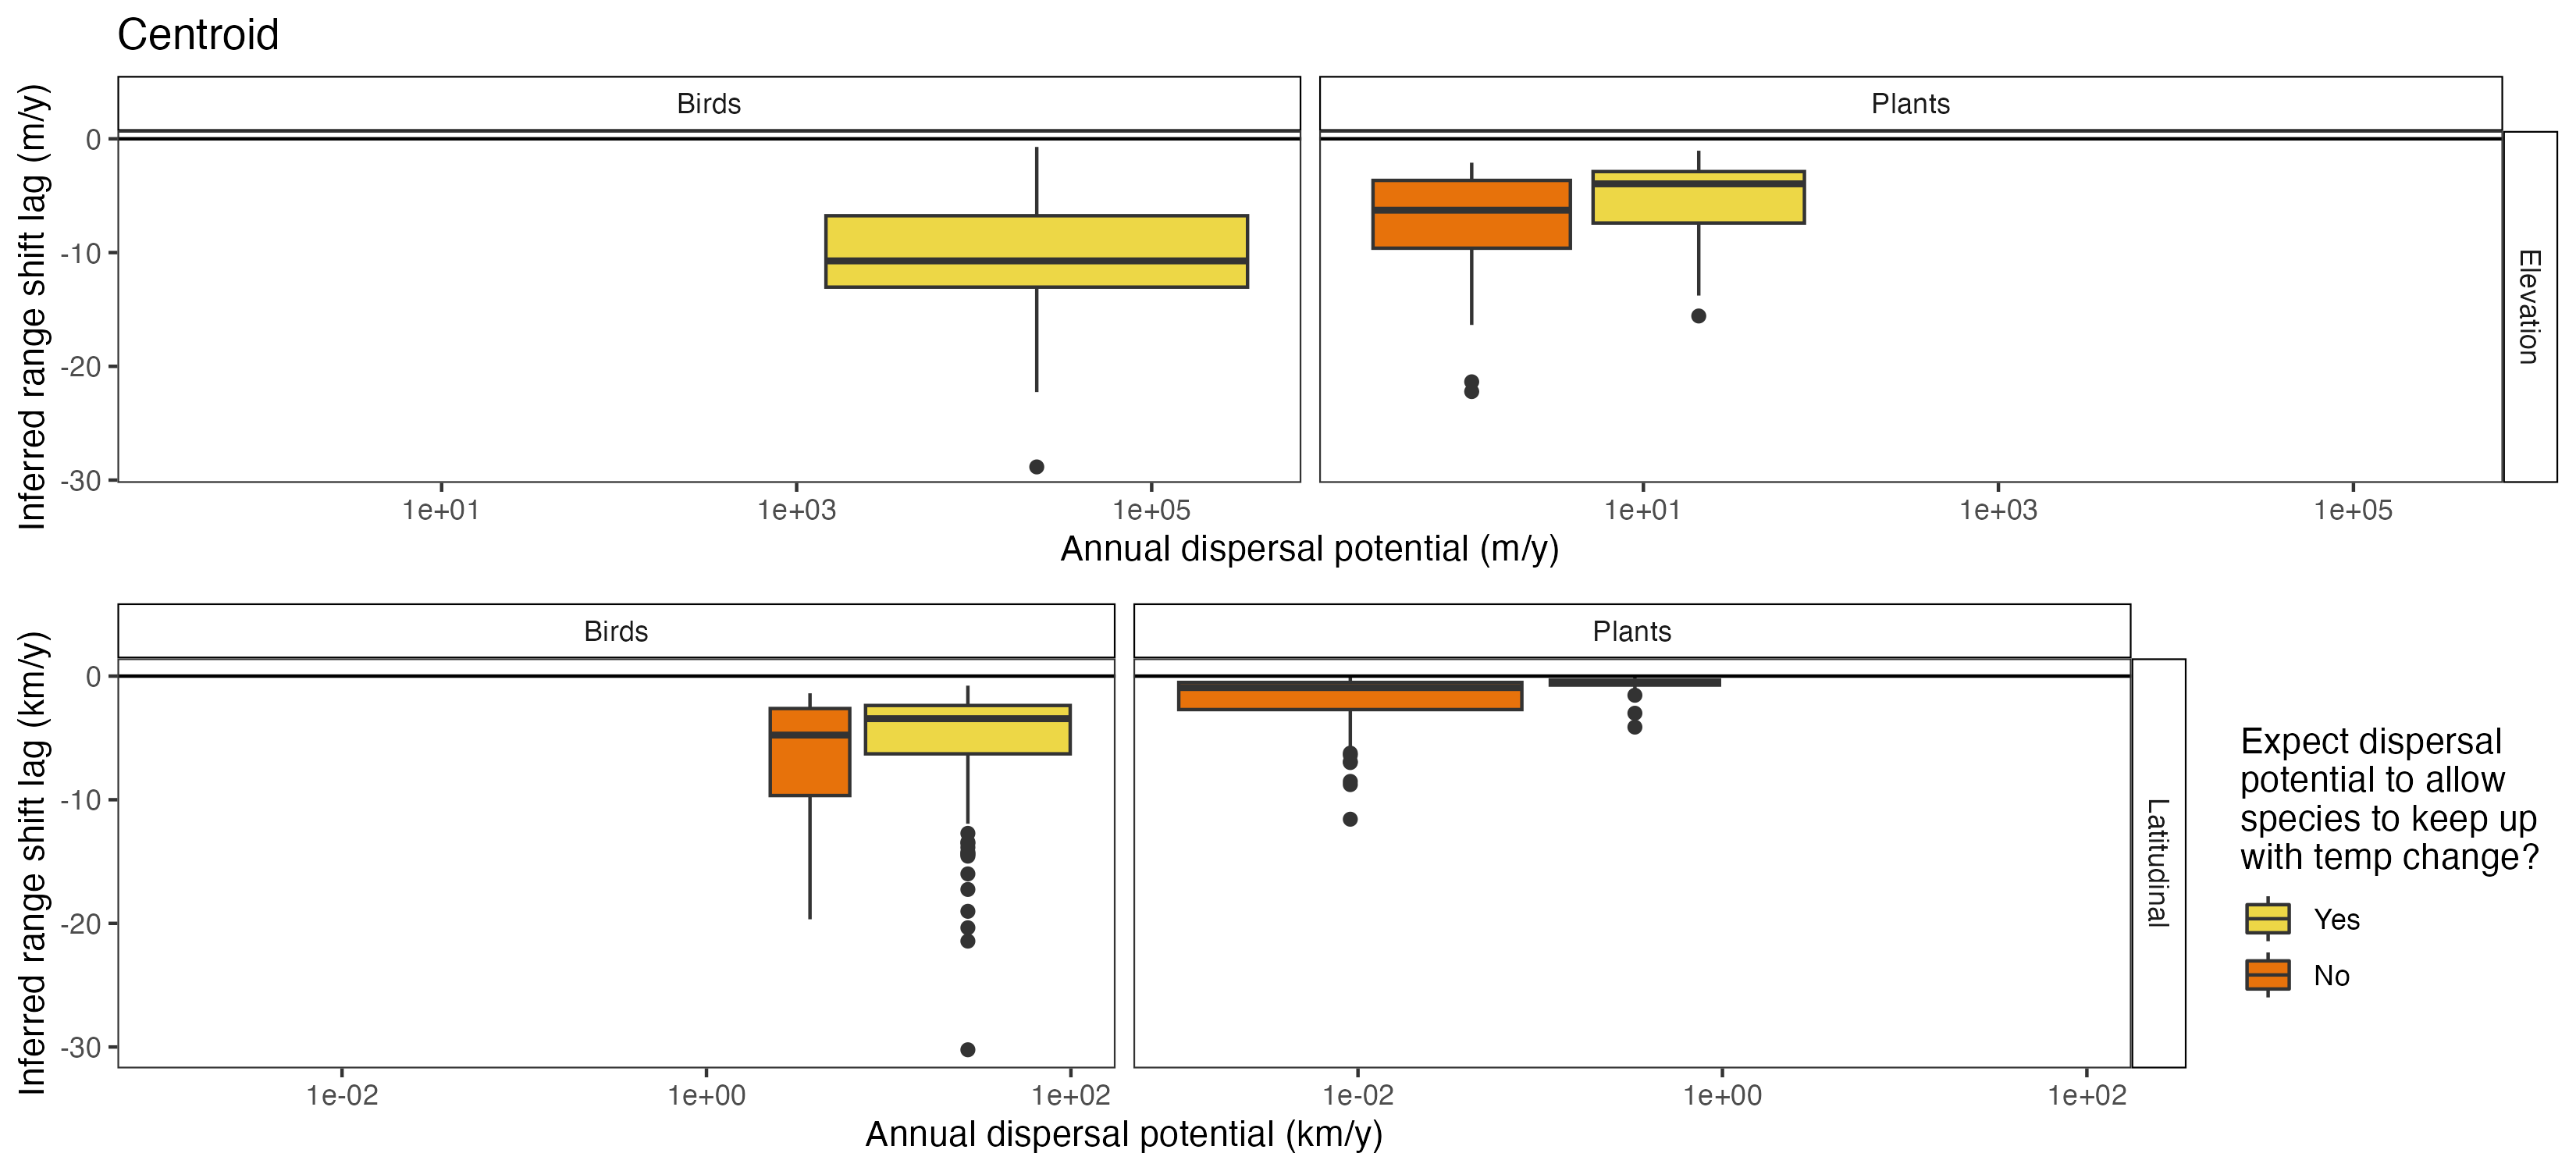 Centroid
Birds
Plants
Inferred range shift lag (m/y)
0
-10
-20
-30
Elevation
1e+01
1e+03
1e+05
1e+01
1e+03
1e+05
Annual dispersal potential (m/y)
Birds
Plants
Inferred range shift lag (km/y)
0
-10
-20
-30
Latitudinal
1e-02
1e+00
1e+02
1e-02
1e+00
1e+02
Annual dispersal potential (km/y)
Expect dispersal
potential to allow
species to keep up
with temp change?
Yes
No